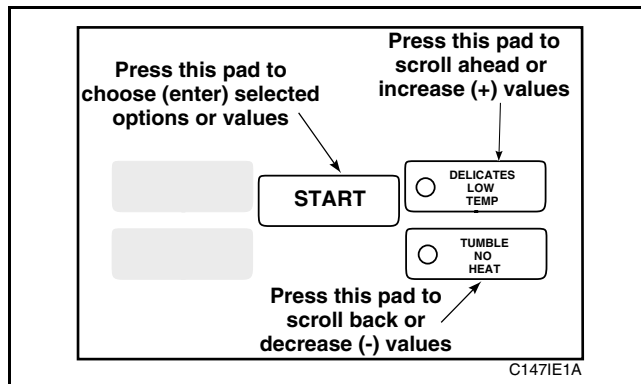 Press this pad to
choose (enter) selected
options or values
Press this pad to
scroll ahead or
increase (+) values
START
DELICATES
LOW
TEMP
TUMBLE
NO
HEAT
Press this pad to
scroll back or
decrease (-) values
C147IE1A